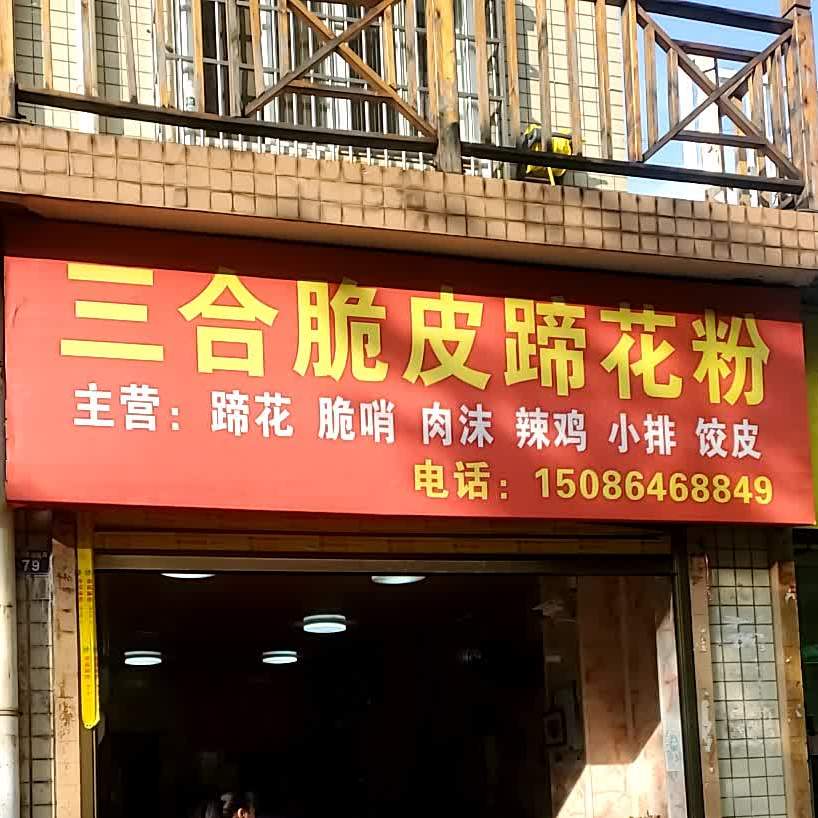 三合脆皮蹄花粉
主营：蹄花 脆哨 肉沫 辣鸡 小排 饺皮
电话：15086468849
79